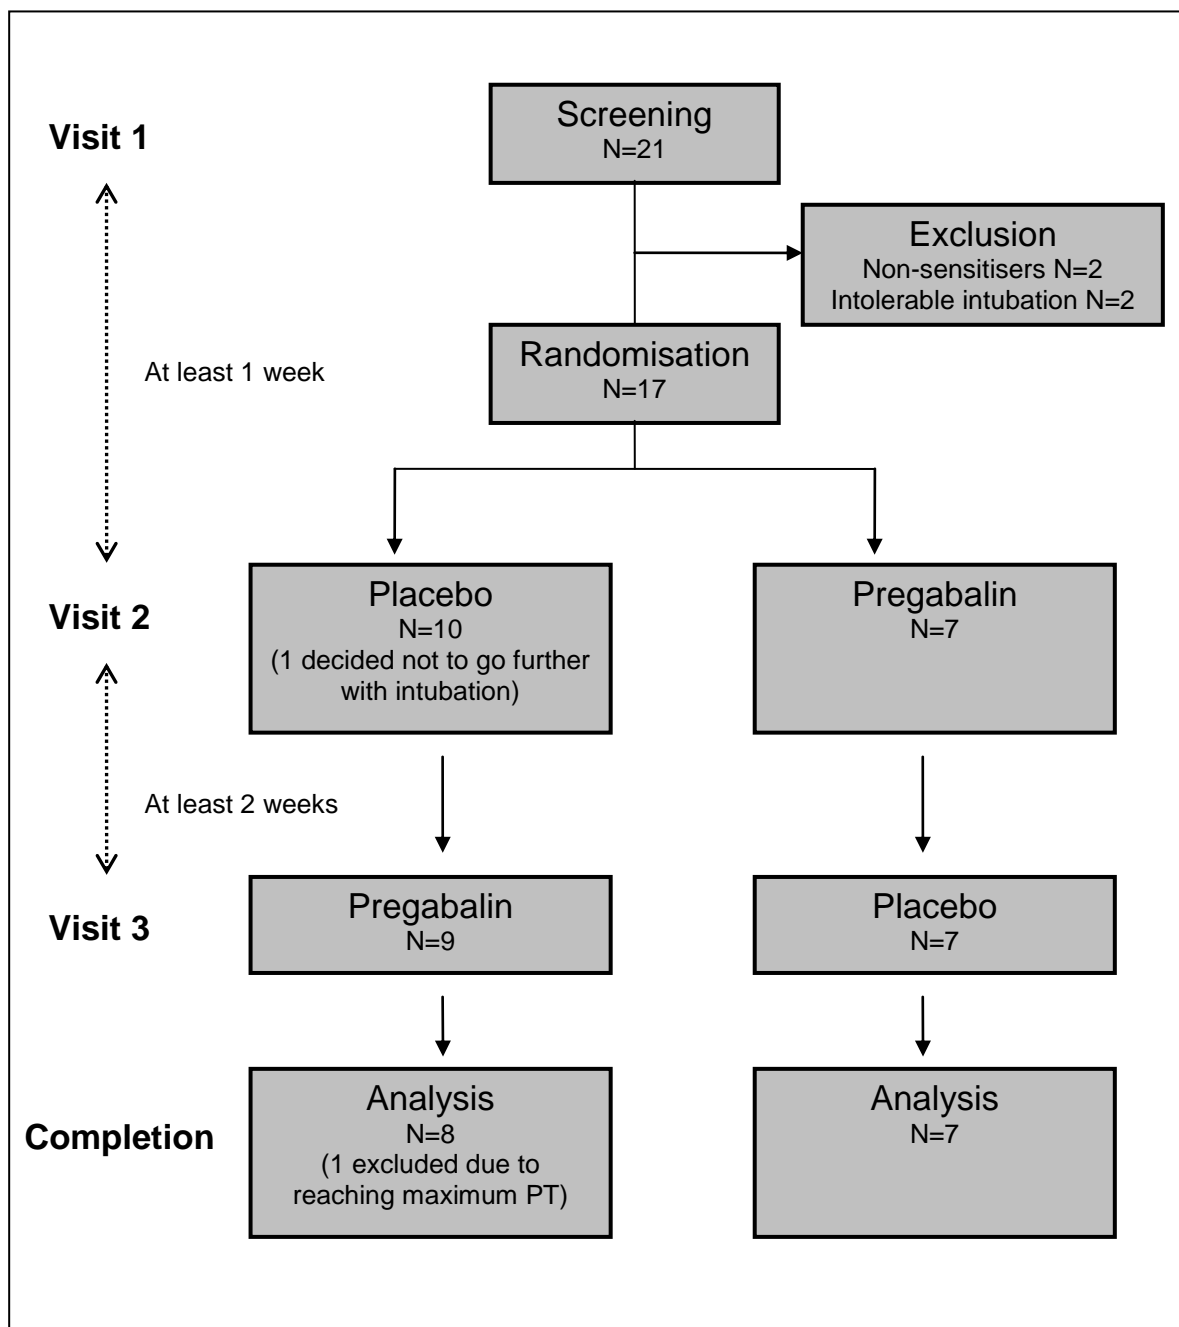 Visit 1
Screening
N=21
Exclusion
Non-sensitisers N=2
Intolerable intubation N=2
At least 1 week
Randomisation
N=17
Visit 2
Placebo
N=10
(1 decided not to go further
with intubation)
Pregabalin
N=7
At least 2 weeks
Visit 3
Pregabalin
N=9
Placebo
N=7
Completion
Analysis
N=8
(1 excluded due to
reaching maximum PT)
Analysis
N=7